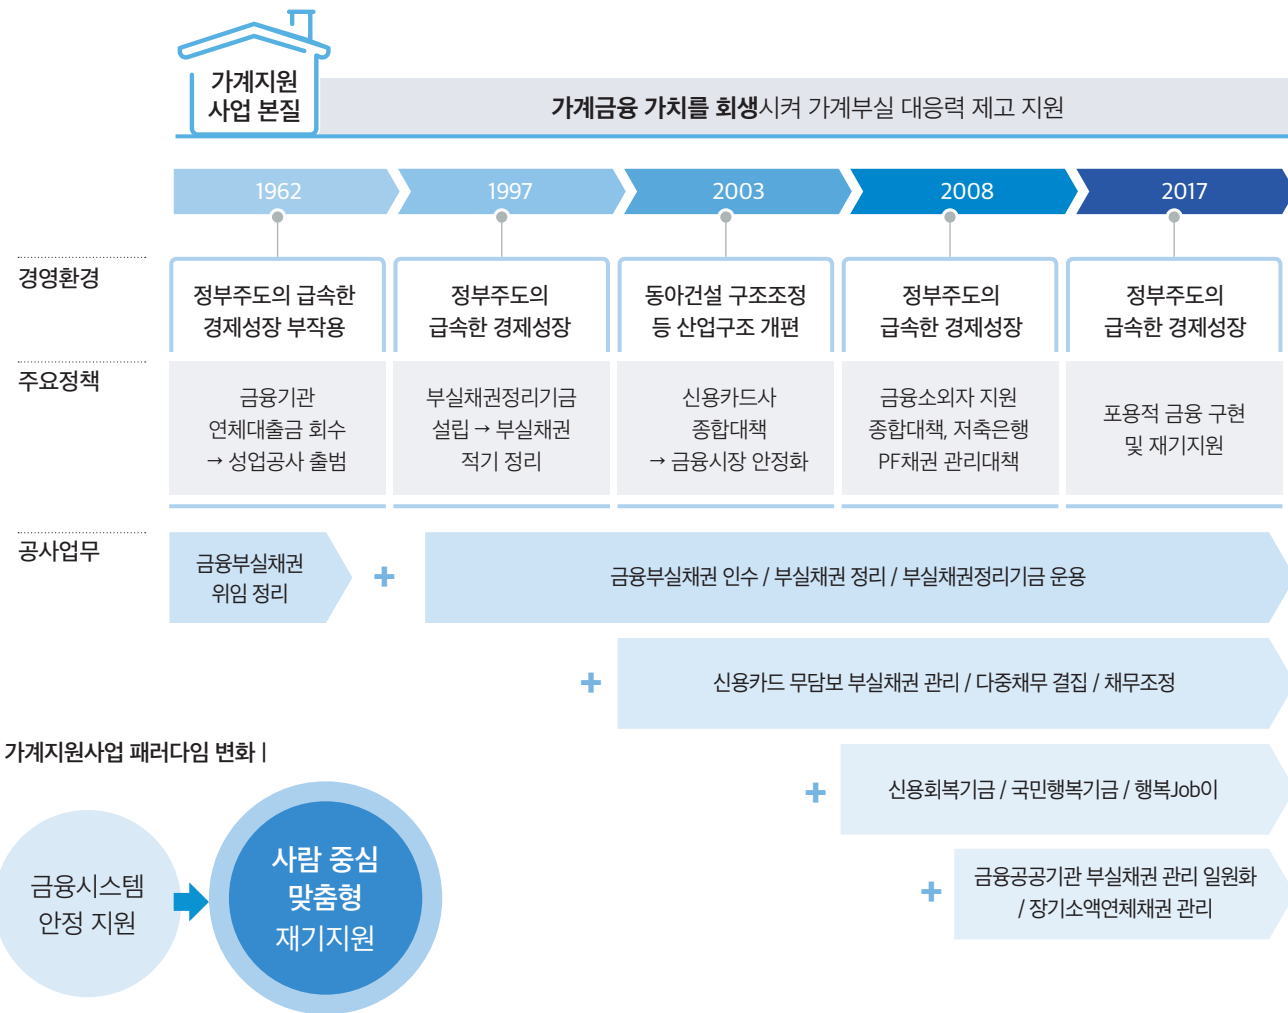 가계지원
사업 본질
가계금융 가치를 회생시켜 가계부실 대응력 제고 지원
1962
1997
2003
2008
2017
경영환경
정부주도의 급속한
경제성장 부작용
정부주도의
급속한 경제성장
동아건설 구조조정
등 산업구조 개편
정부주도의
급속한 경제성장
정부주도의
급속한 경제성장
주요정책
금융기관
연체대출금 회수
→ 성업공사 출범
부실채권정리기금
설립 → 부실채권
적기 정리
신용카드사
종합대책
→ 금융시장 안정화
금융소외자 지원
종합대책, 저축은행
PF채권 관리대책
포용적 금융 구현
및 재기지원
공사업무
금융부실채권
위임 정리
+
금융부실채권 인수 / 부실채권 정리 / 부실채권정리기금 운용
+
신용카드 무담보 부실채권 관리 / 다중채무 결집 / 채무조정
+
신용회복기금 / 국민행복기금 / 행복Job이
+
금융공공기관 부실채권 관리 일원화
/ 장기소액연체채권 관리
가계지원사업 패러다임 변화 |
금융시스템
안정 지원
사람 중심
맞춤형
재기지원